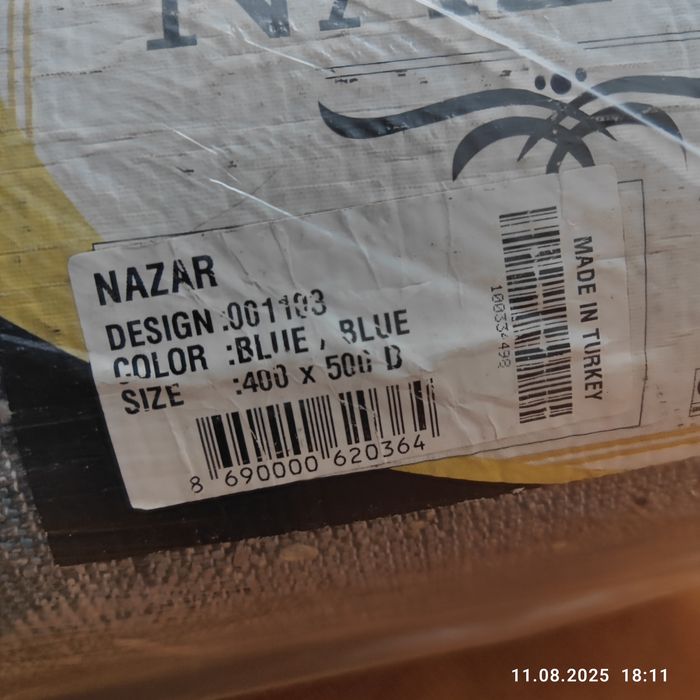 NAZAR
DESIGN :001103
COLOR :BLUE / BLUE
SIZE :400 x 500 D
8 690000 620364
MADE IN TURKEY
11.08.2025 18:11